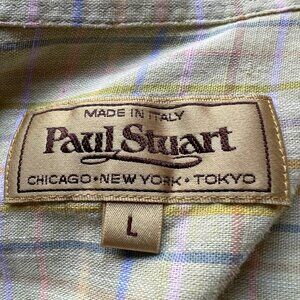 MADE IN ITALY
Paul Stuart
CHICAGO • NEW YORK • TOKYO
L